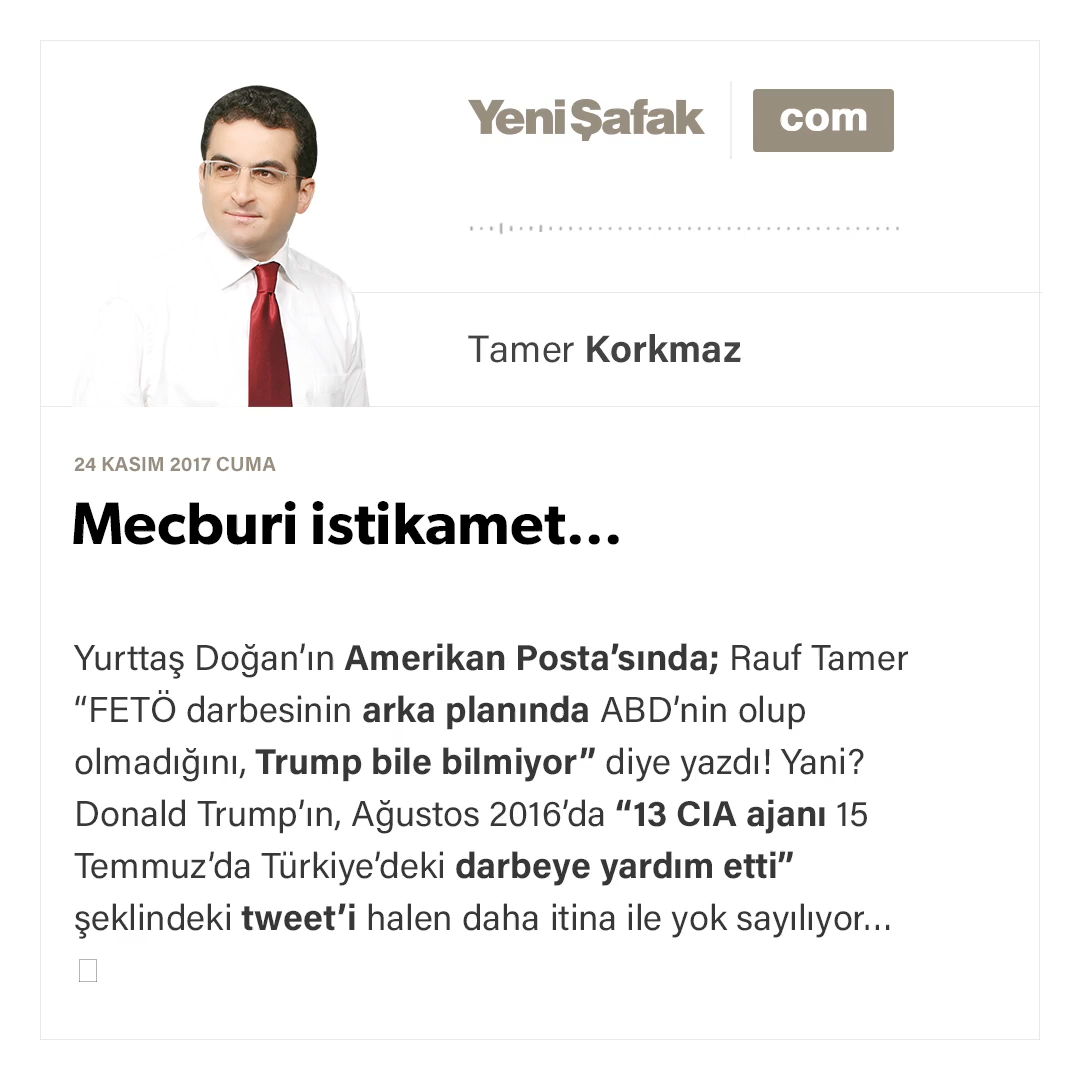 YeniŞafak com
Tamer Korkmaz
24 KASIM 2017 CUMA
Mecburi istikamet...
Yurttaş Doğan’ın Amerikan Posta’sında; Rauf Tamer
“FETÖ darbesinin arka planında ABD’nin olup
olmadığını, Trump bile bilmiyor” diye yazdı! Yani?
Donald Trump’ın, Ağustos 2016’da “13 CIA ajanı 15
Temmuz’da Türkiye’deki darbeye yardım etti”
şeklindeki tweet’i halen daha itina ile yok sayılıyor...